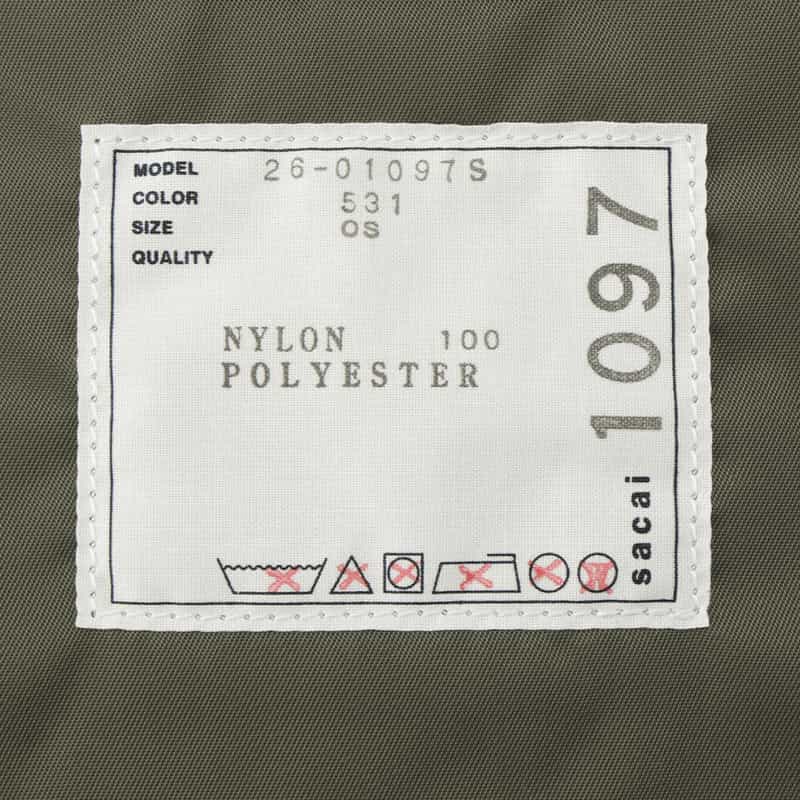 MODEL 26-01097S
COLOR 531
SIZE OS
QUALITY
NYLON 100
POLYESTER
1097
sacai